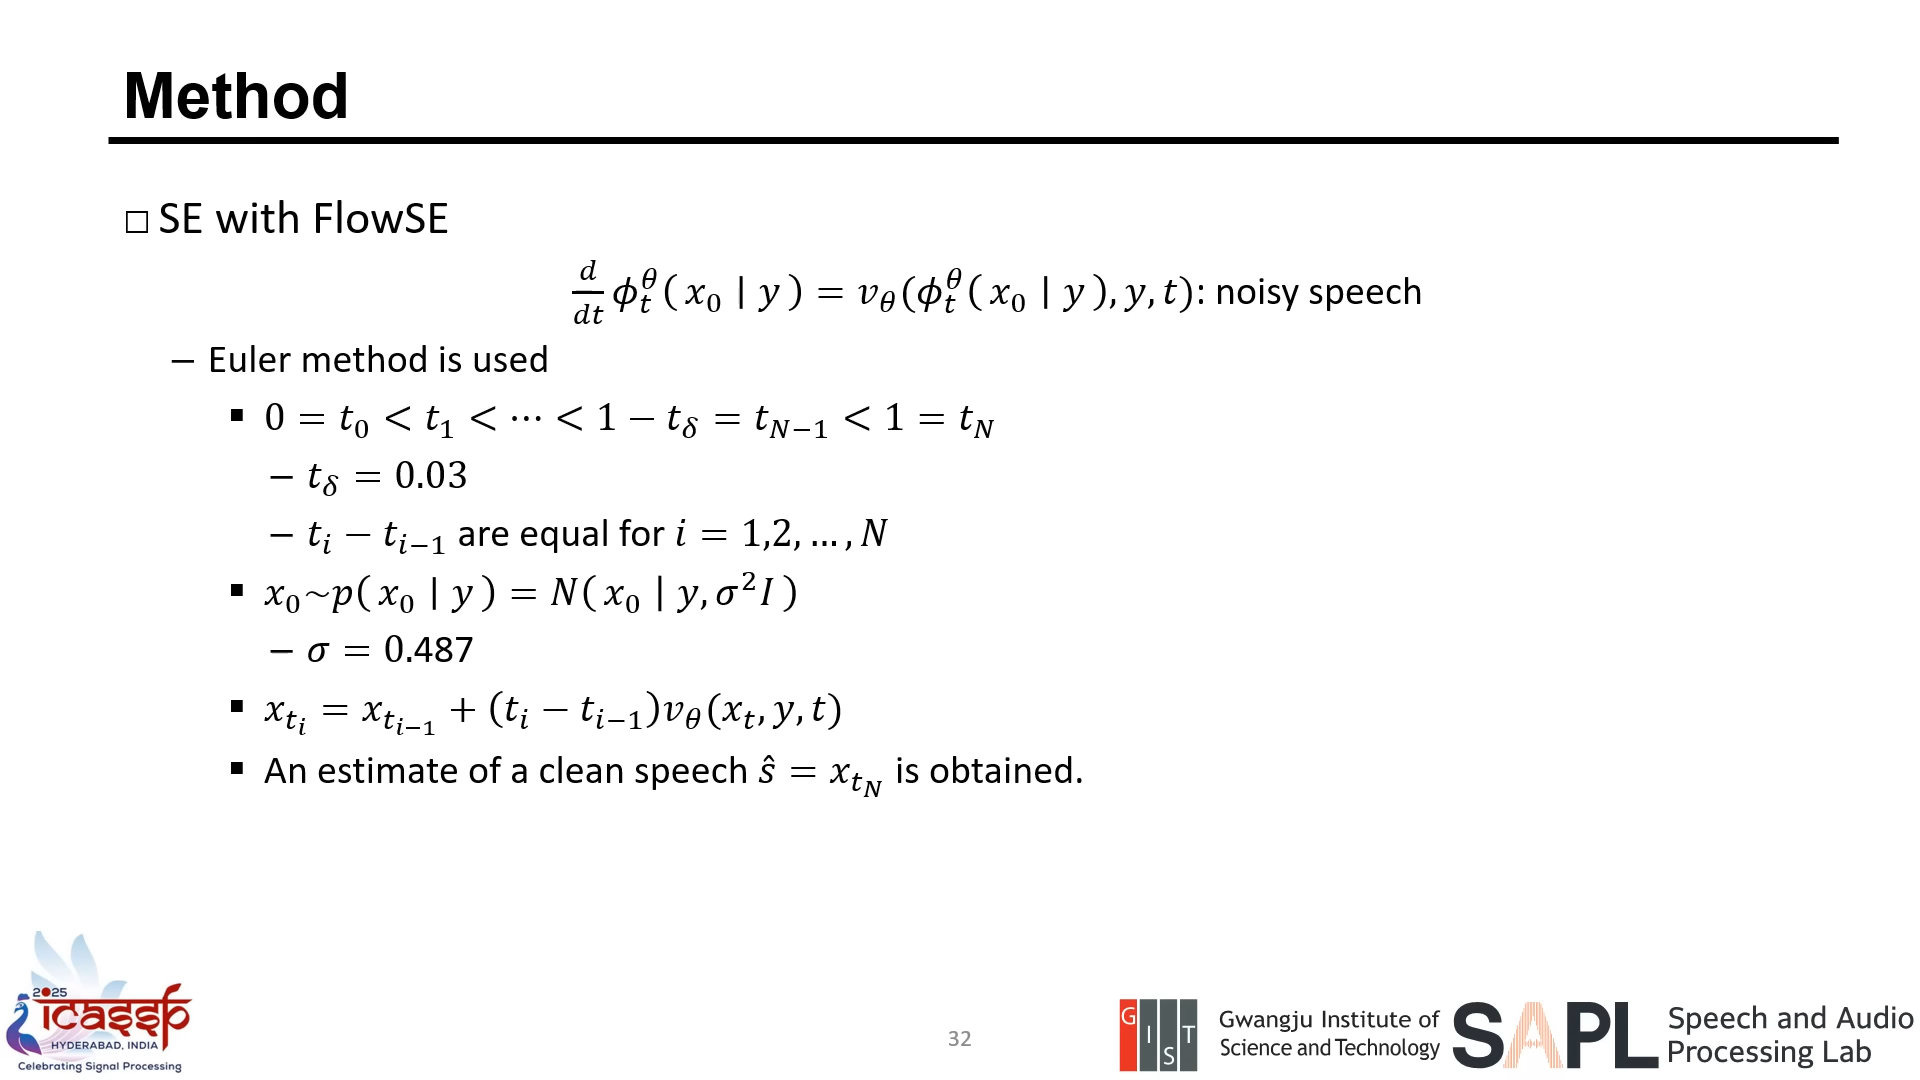 Method
□ SE with FlowSE
d/dt ϕ_t^θ( x_0 ∣ y ) = v_θ(ϕ_t^θ( x_0 ∣ y ), y, t): noisy speech
– Euler method is used
▪ 0 = t_0 < t_1 < ⋯ < 1 − t_δ = t_{N−1} < 1 = t_N
– t_δ = 0.03
– t_i − t_{i−1} are equal for i = 1,2, … , N
▪ x_0~p( x_0 ∣ y ) = N( x_0 ∣ y, σ²I )
– σ = 0.487
▪ x_{t_i} = x_{t_{i−1}} + (t_i − t_{i−1})v_θ(x_t, y, t)
▪ An estimate of a clean speech ŝ = x_{t_N} is obtained.
2025
icassp
HYDERABAD, INDIA
Celebrating Signal Processing
32
GIST
Gwangju Institute of
Science and Technology
SAPL
Speech and Audio
Processing Lab